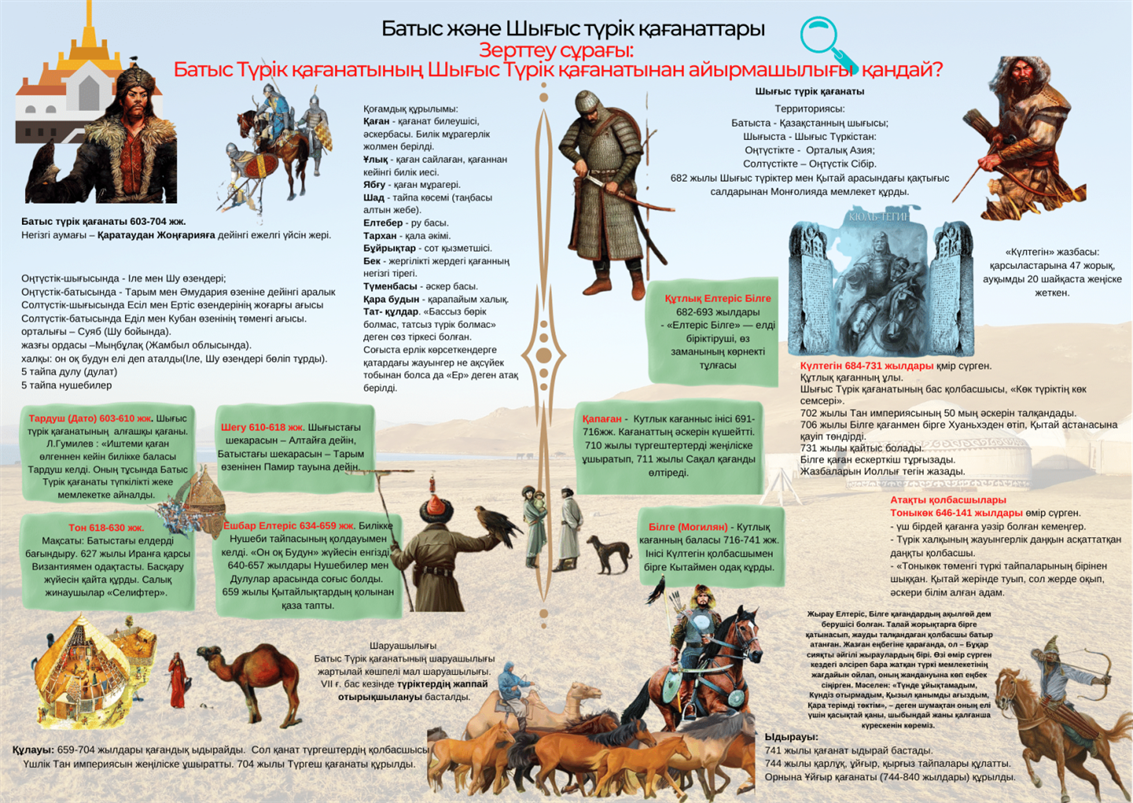 Батыс және Шығыс түрік қағанаттары
Зерттеу сұрағы:
Батыс Түрік қағанатының Шығыс Түрік қағанатынан айырмашылығы қандай?
Батыс түрік қағанаты 603-704 жж.
Негізгі аумағы – Қаратаудан Жоңғарияға дейінгі ежелгі үйсін жері.
Оңтүстік-шығысында - Іле мен Шу өзендері;
Оңтүстік-батысында - Тарым мен Әмудария өзеніне дейінгі аралық
Солтүстік-шығысында Есіл мен Ертіс өзендерінің жоғарғы ағысы
Солтүстік-батысында Еділ мен Кубан өзенінің төменгі ағысы.
орталығы – Суяб (Шу бойында).
жазғы ордасы –Мыңбұлақ (Жамбыл облысында).
халқы: он оқ будун елі деп аталды(Іле, Шу өзендері бөліп тұрды).
5 тайпа дулу (дулат)
5 тайпа нушебилер
Қоғамдық құрылымы:
Қаған - қағанат билеушісі,
әскербасы. Билік мұрагерлік
жолмен берілді.
Ұлық - қаған сайлаған, қағаннан
кейінгі билік иесі.
Ябғу - қаған мұрагері.
Шад - тайпа көсемі (таңбасы
алтын жебе).
Елтебер - ру басы.
Тархан - қала әкімі.
Бұйрықтар - сот қызметшісі.
Бек - жергілікті жердегі қағанның
негізгі тірегі.
Түменбасы - әскер басы.
Қара будын - қарапайым халық.
Тат- құлдар. «Бассыз бөрік
болмас, татсыз түрік болмас»
деген сөз тіркесі болған.
Соғыста ерлік көрсеткендерге
қатардағы жауынгер не ақсүйек
тобынан болса да «Ер» деген атақ
берілді.
Тардуш (Дато) 603-610 жж. Шығыс
түрік қағанатының алғашқы қағаны.
Л.Гумилев : «Иштеми қаған
өлгеннен кейін билікке баласы
Тардуш келді. Оның тұсында Батыс
Түрік қағанаты түпкілікті жеке
мемлекетке айналды.
Шегу 610-618 жж. Шығыстағы
шекарасын – Алтайға дейін,
Батыстағы шекарасын – Тарым
өзенінен Памир тауына дейін.
Тон 618-630 жж.
Мақсаты: Батыстағы елдерді
бағындыру. 627 жылы Иранға қарсы
Византиямен одақтасты. Басқару
жүйесін қайта құрды. Салық
жинаушылар «Селифтер».
Ешбар Елтеріс 634-659 жж. Билікке
Нушеби тайпасының қолдауымен
келді. «Он оқ Будун» жүйесін енгізді.
640-657 жылдары Нушебилер мен
Дулулар арасында соғыс болды.
659 жылы Қытайлықтардың қолынан
қаза тапты.
Шаруашылығы
Батыс Түрік қағанатының шаруашылығы
жартылай көшпелі мал шаруашылығы.
VII ғ. бас кезінде түріктердің жаппай
отырықшылануы басталды.
Құлауы: 659-704 жылдары қағандық ыдырайды. Сол қанат түргештердің қолбасшысы
Үшлік Тан империясын жеңіліске ұшыратты. 704 жылы Түргеш қағанаты құрылды.
Шығыс түрік қағанаты
Территориясы:
Батыста - Қазақстанның шығысы;
Шығыста - Шығыс Түркістан:
Оңтүстікте - Орталық Азия;
Солтүстікте – Оңтүстік Сібір.
682 жылы Шығыс түріктер мен Қытай арасындағы қақтығыс
салдарынан Монғолияда мемлекет құрды.
КЮЛЬ-ТЕГИН
«Күлтегін» жазбасы:
қарсыластарына 47 жорық,
ауқымды 20 шайқаста жеңіске
жеткен.
Құтлық Елтеріс Білге
682-693 жылдары
- «Елтеріс Білге» — елді
біріктіруші, өз
заманының көрнекті
тұлғасы
Күлтегін 684-731 жылдары қмір сүрген.
Құтлық қағанның ұлы.
Шығыс Түрік қағанатының бас қолбасшысы, «Көк түріктің көк
семсері».
702 жылы Тан империясының 50 мың әскерін талқандады.
706 жылы Білге қағанмен бірге Хуаньхэден өтіп, Қытай астанасына
қауіп төндірді.
731 жылы қайтыс болады.
Білге қаған ескерткіш тұрғызады.
Жазбаларын Иоллығ тегін жазады.
Қапаған - Кутлык кағанныс інісі 691-
716жж. Кағанаттың әскерін күшейтті.
710 жылы түргештертерді жеңіліске
ұшыратып, 711 жылы Сақал қағанды
өлтіреді.
Білге (Могилян) - Кутлық
кағанның баласы 716-741 жж.
Інісі Күлтегін қолбасшымен
бірге Кытаймен одақ кұрды.
Атақты қолбасшылары
Тоныкөк 646-141 жылдары өмір сүрген.
- үш бірдей қағанға уәзір болған кемеңгер.
- Түрік халқының жауынгерлік даңқын асқаттатқан
даңқты қолбасшы.
- «Тоныкөк төменгі түркі тайпаларының бірінен
шыққан. Қытай жерінде туып, сол жерде оқып,
әскери білім алған адам.
Жырау Елтеріс, Білге қағандардың ақылгөй дем
берушісі болған. Талай жорықтарға бірге
қатынасып, жауды талқандаған қолбасшы батыр
атанған. Жазған еңбегіне қарағанда, ол – Бұқар
сияқты әйгілі жыраулардың бірі. Өзі өмір сүрген
кездегі әлсіреп бара жатқан түркі мемлекетінің
жағдайын ойлап, оның жандануына көп еңбек
сіңірген. Мәселен: «Түнде ұйықтамадым,
Күндіз отырмадым, Қызыл қанымды ағыздым,
Қара терімді төктім», – деген шумақтан оның елі
үшін қасықтай қаны, шыбындай жаны қалғанша
күрескенін көреміз.
Ыдырауы:
741 жылы қағанат ыдырай бастады.
744 жылы қарлұқ, ұйғыр, қырғыз тайпалары құлатты.
Орнына Ұйғыр қағанаты (744-840 жылдары) құрылды.